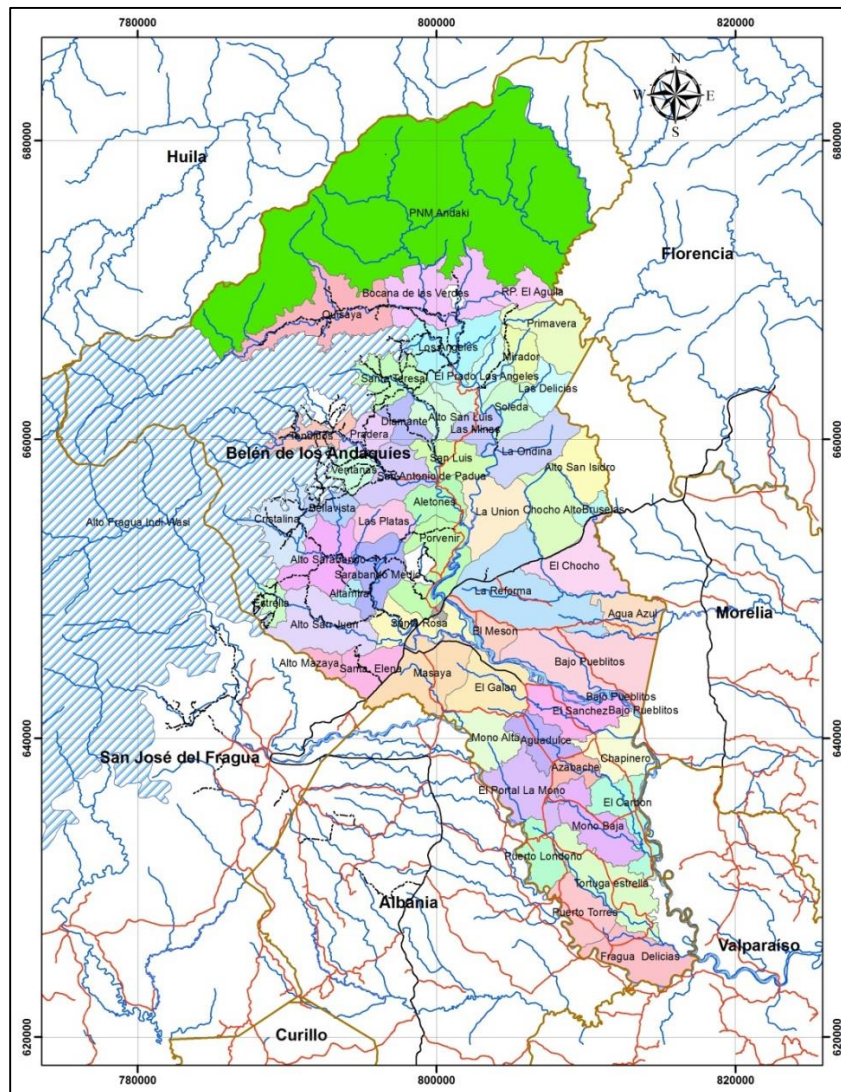 780000 800000 820000
N
W E
S
680000 680000
Huila
PNM Andaki
Florencia
Bocana de las Verdes
RP. El Aguila
Quisaya
Primavera
Los Angeles
Mirador
Santa Teresa
El Prado Los Angeles
Las Delicias
Soleda
Diamante
Alto San Luis
Las Minas
660000 660000
Pradera
Belén de los Andaquíes
San Luis
La Ondina
Ventanas
San Antonio de Padua
Alto San Isidro
Bellavista
Aletones
La Union
Chocho Alto
Bruselas
Cristalina
Alto Fragua Indi Wasi
Las Platas
Porvenir
Alto Sarabando
El Chocho
Sarabando Medio
Estrella
Altamira
La Reforma
Agua Azul
Morelia
Alto San Juan
Santa Rosa
El Meson
Alto Mazaya
Santa. Elena
Masaya
Bajo Pueblitos
El Galan
Bajo Pueblitos
El Sanchez
Bajo Pueblitos
640000 640000
Mono Alta
Aguadulce
San José del Fragua
Azabache
Chapinero
El Portal La Mono
El Carbon
Mono Baja
Puerto Londoño
Tortuga estrella
Albania
Puerto Torres
Valparaíso
Fragua Delicias
Curillo
620000 620000
780000 800000 820000